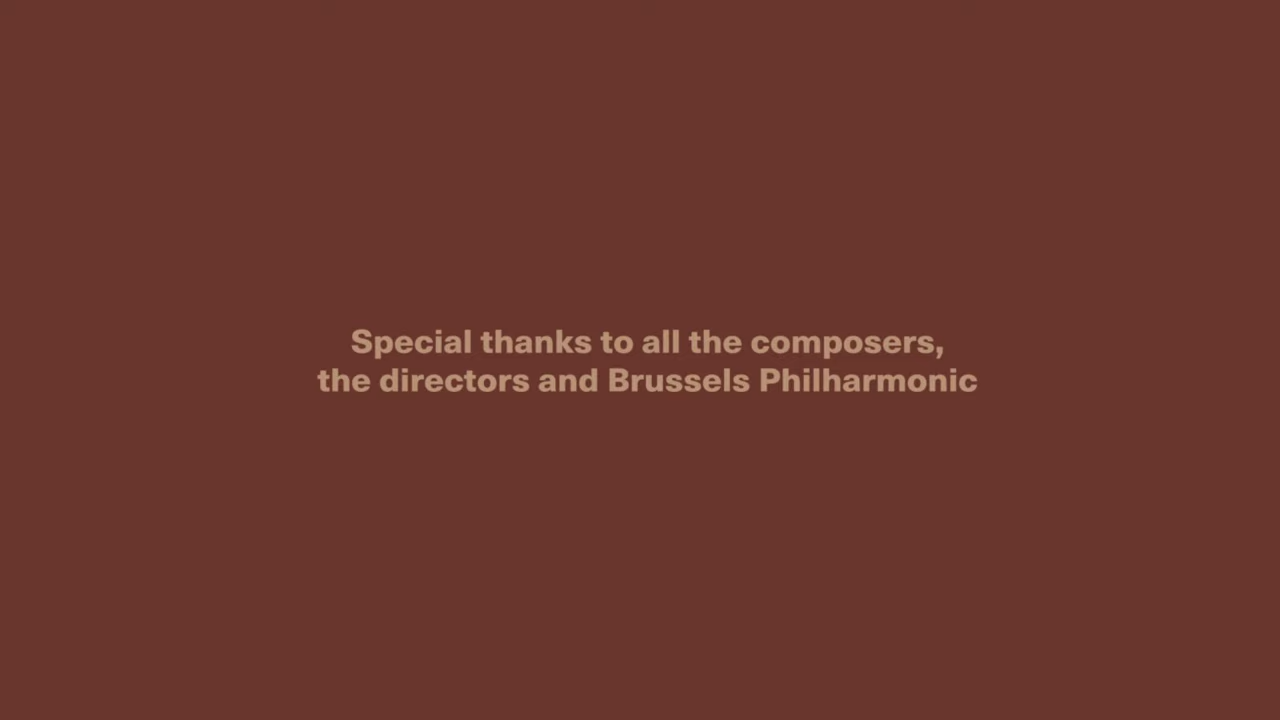 Special thanks to all the composers,
the directors and Brussels Philharmonic